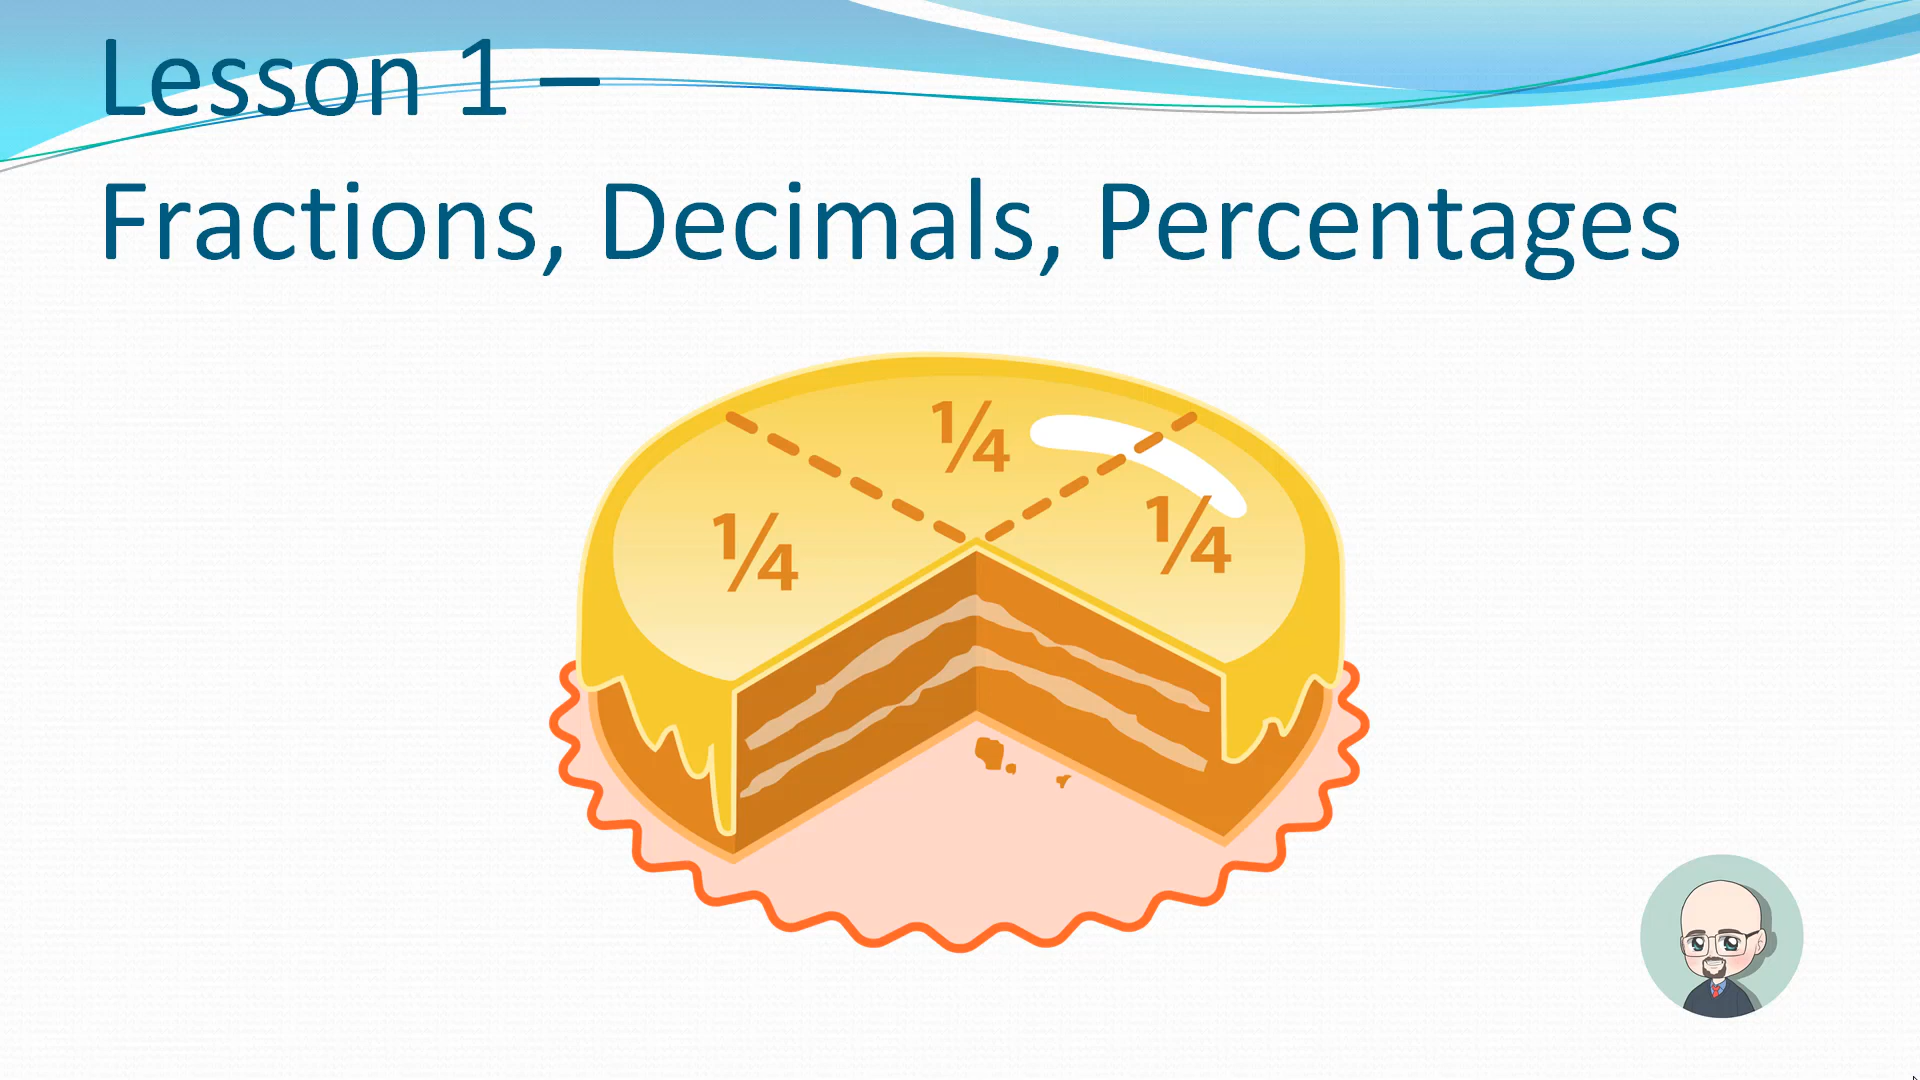 Lesson 1 –
Fractions, Decimals, Percentages
¼
¼
¼